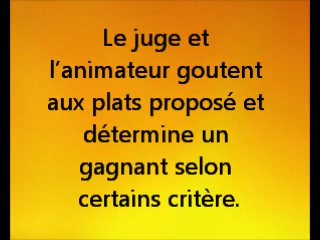 Le juge et
l'animateur goutent
aux plats proposé et
détermine un
gagnant selon
certains critère.